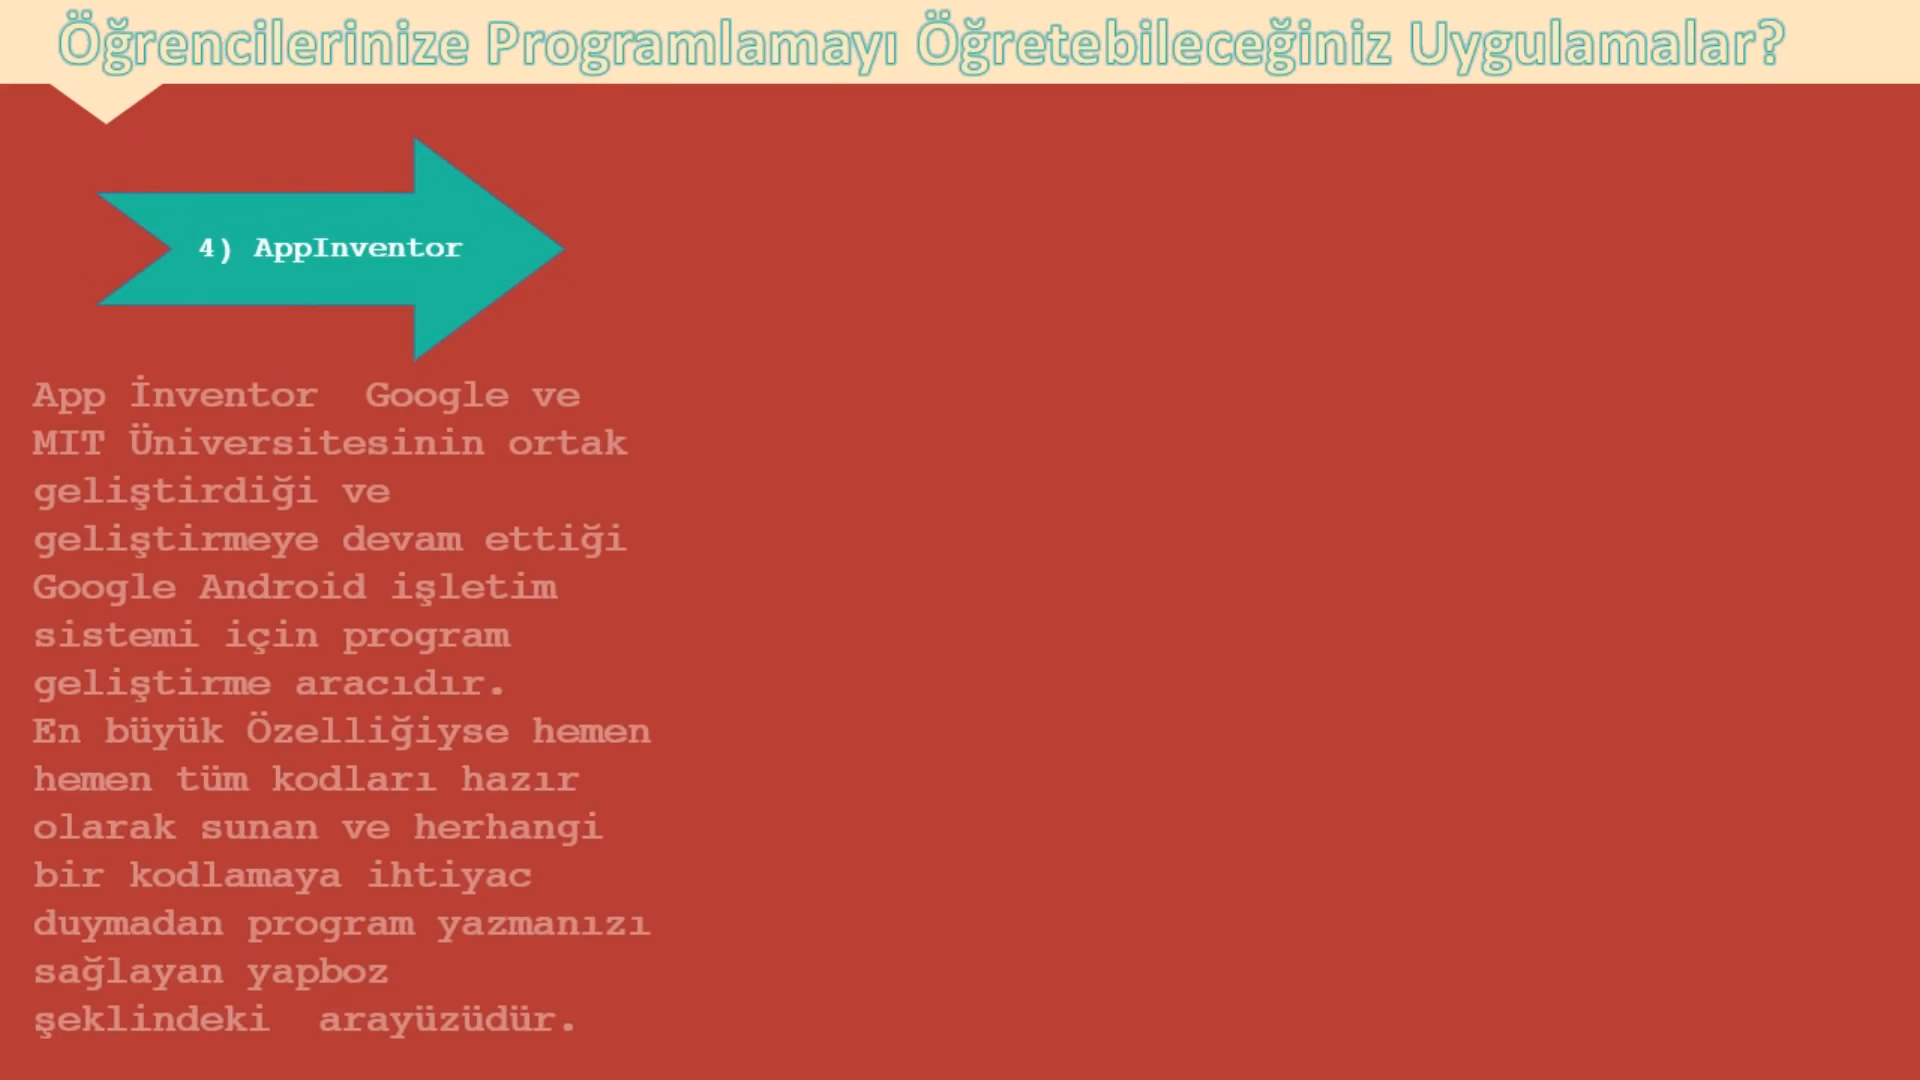 Öğrencilerinize Programlamayı Öğretebileceğiniz Uygulamalar?
4) AppInventor
App İnventor Google ve
MIT Üniversitesinin ortak
geliştirdiği ve
geliştirmeye devam ettiği
Google Android işletim
sistemi için program
geliştirme aracıdır.
En büyük Özelliğiyse hemen
hemen tüm kodları hazır
olarak sunan ve herhangi
bir kodlamaya ihtiyac
duymadan program yazmanızı
sağlayan yapboz
şeklindeki arayüzüdür.